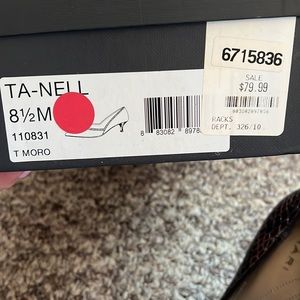 TA-NELL
8½M
110831
T MORO
6715836
SALE
$79.99
RACKS
DEPT. 326/10